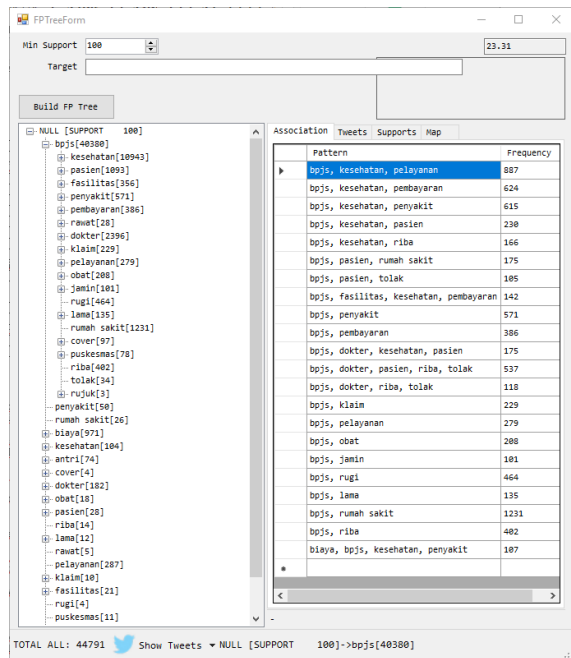 FPTreeForm
Min Support 100
23.31
Target
Build FP Tree
NULL [SUPPORT 100]
bpjs[40380]
kesehatan[10943]
pasien[1093]
fasilitas[356]
penyakit[571]
pembayaran[386]
rawat[28]
dokter[2396]
klaim[229]
pelayanan[279]
obat[208]
jamin[101]
rugi[464]
lama[135]
rumah sakit[1231]
cover[97]
puskesmas[78]
riba[402]
tolak[34]
rujuk[3]
penyakit[50]
rumah sakit[26]
biaya[971]
kesehatan[104]
antri[74]
cover[4]
dokter[182]
obat[18]
pasien[28]
riba[14]
lama[12]
rawat[5]
pelayanan[287]
klaim[10]
fasilitas[21]
rugi[4]
puskesmas[11]
Association Tweets Supports Map
Pattern Frequency
bpjs, kesehatan, pelayanan 887
bpjs, kesehatan, pembayaran 624
bpjs, kesehatan, penyakit 615
bpjs, kesehatan, pasien 230
bpjs, kesehatan, riba 166
bpjs, pasien, rumah sakit 175
bpjs, pasien, tolak 105
bpjs, fasilitas, kesehatan, pembayaran 142
bpjs, penyakit 571
bpjs, pembayaran 386
bpjs, dokter, kesehatan, pasien 175
bpjs, dokter, pasien, riba, tolak 537
bpjs, dokter, riba, tolak 118
bpjs, klaim 229
bpjs, pelayanan 279
bpjs, obat 208
bpjs, jamin 101
bpjs, rugi 464
bpjs, lama 135
bpjs, rumah sakit 1231
bpjs, riba 402
biaya, bpjs, kesehatan, penyakit 107
-
TOTAL ALL: 44791 Show Tweets NULL [SUPPORT 100]->bpjs[40380]